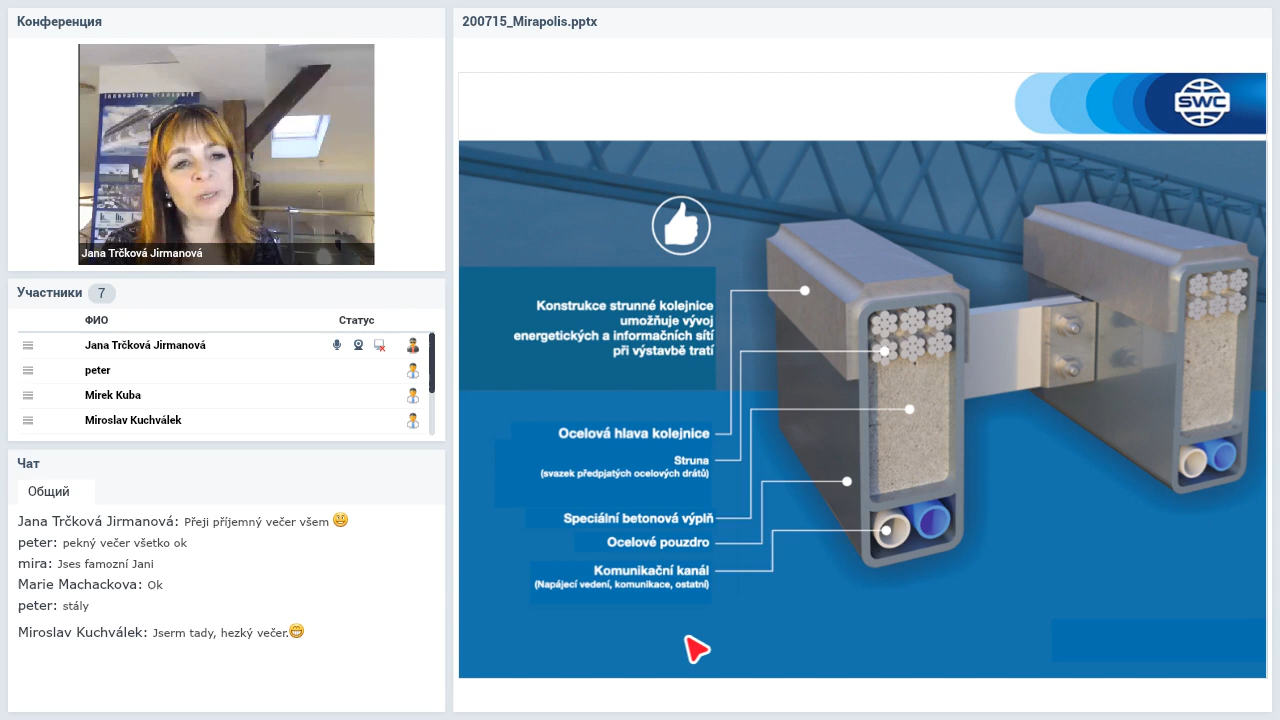 Конференция
Innovative transport
Jana Trčková Jirmanová
Участники 7
ФИО Статус
Jana Trčková Jirmanová
peter
Mirek Kuba
Miroslav Kuchválek
Чат
Общий
Jana Trčková Jirmanová: Přeji příjemný večer všem
peter: pekný večer všetko ok
mira: Jses famozní Jani
Marie Machackova: Ok
peter: stály
Miroslav Kuchválek: Jserm tady, hezký večer.
200715_Mirapolis.pptx
SWC
Konstrukce strunné kolejnice
umožňuje vývoj
energetických a informačních sítí
při výstavbě tratí
Ocelová hlava kolejnice
Struna
(svazek předpjatých ocelových drátů)
Speciální betonová výplň
Ocelové pouzdro
Komunikační kanál
(Napájecí vedení, komunikace, ostatní)